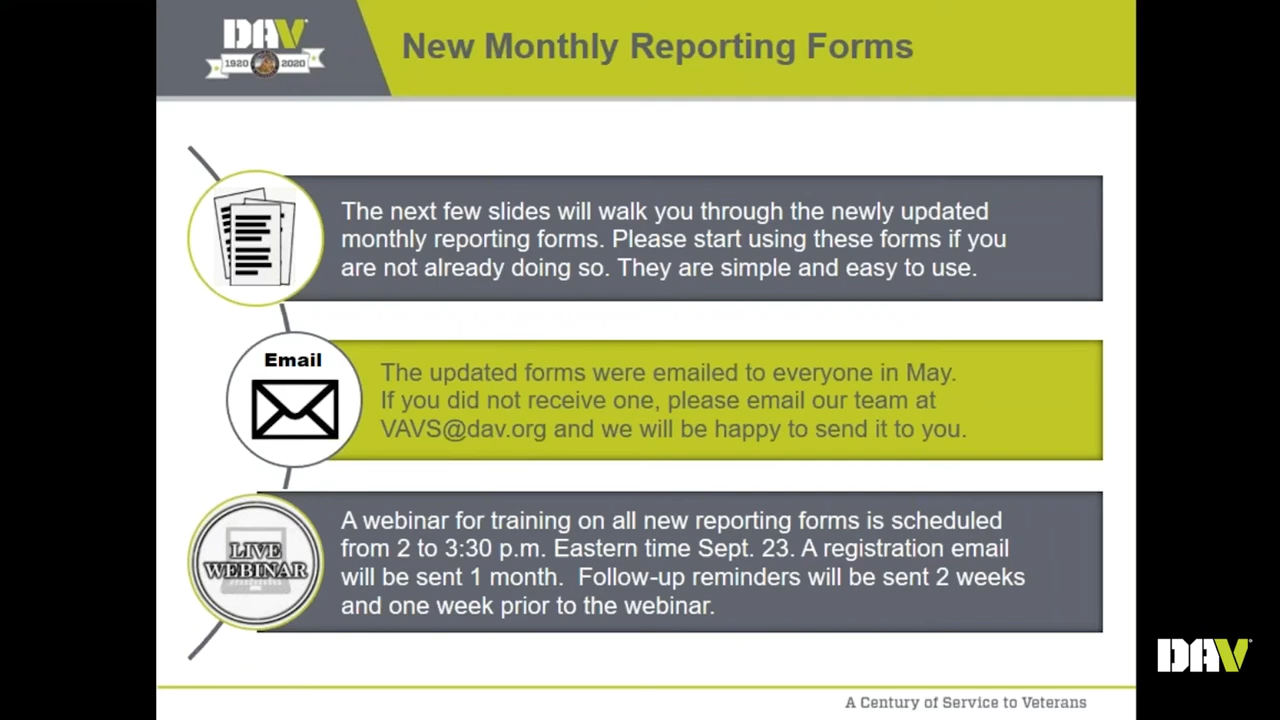 DAV
1920 2020
New Monthly Reporting Forms
The next few slides will walk you through the newly updated
monthly reporting forms. Please start using these forms if you
are not already doing so. They are simple and easy to use.
Email
The updated forms were emailed to everyone in May.
If you did not receive one, please email our team at
VAVS@dav.org and we will be happy to send it to you.
LIVE
WEBINAR
A webinar for training on all new reporting forms is scheduled
from 2 to 3:30 p.m. Eastern time Sept. 23. A registration email
will be sent 1 month.  Follow-up reminders will be sent 2 weeks
and one week prior to the webinar.
DAV
A Century of Service to Veterans